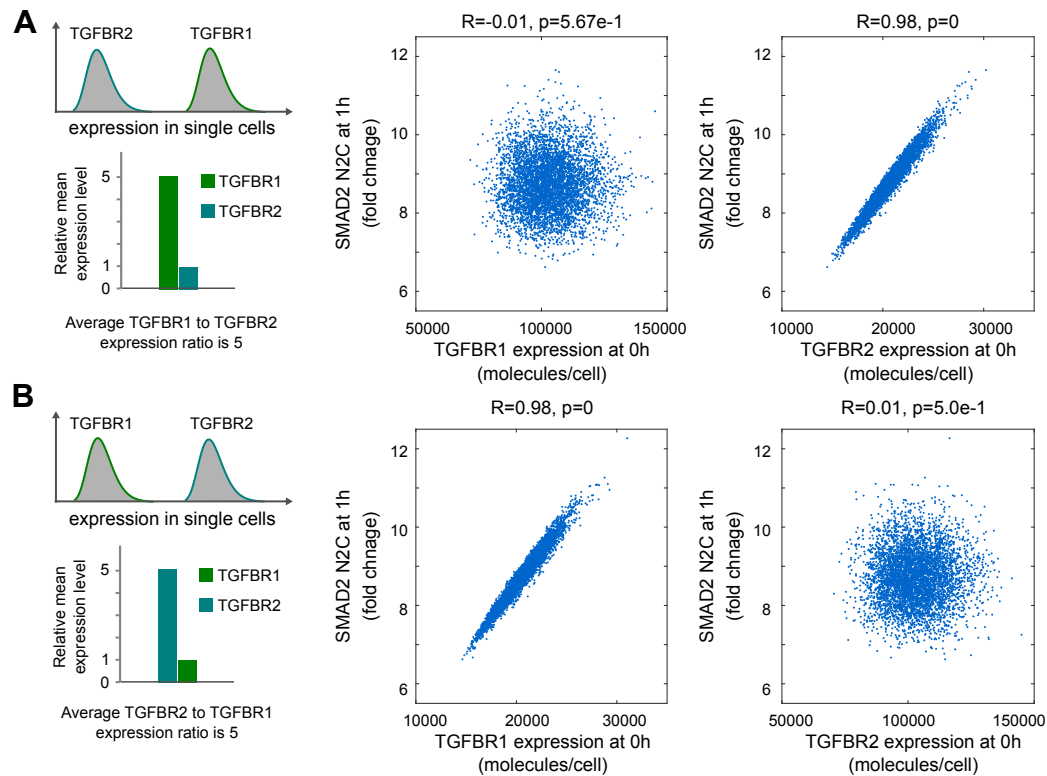 A
TGFBR2
TGFBR1
expression in single cells
Relative mean
expression level
5
1
0
TGFBR1
TGFBR2
Average TGFBR1 to TGFBR2
expression ratio is 5
R=-0.01, p=5.67e-1
SMAD2 N2C at 1h
(fold chnage)
12
10
8
6
50000
100000
150000
TGFBR1 expression at 0h
(molecules/cell)
R=0.98, p=0
SMAD2 N2C at 1h
(fold chnage)
12
10
8
6
10000
20000
30000
TGFBR2 expression at 0h
(molecules/cell)
B
TGFBR1
TGFBR2
expression in single cells
Relative mean
expression level
5
1
0
TGFBR1
TGFBR2
Average TGFBR2 to TGFBR1
expression ratio is 5
R=0.98, p=0
SMAD2 N2C at 1h
(fold chnage)
12
10
8
6
10000
20000
30000
TGFBR1 expression at 0h
(molecules/cell)
R=0.01, p=5.0e-1
SMAD2 N2C at 1h
(fold chnage)
12
10
8
6
50000
100000
150000
TGFBR2 expression at 0h
(molecules/cell)